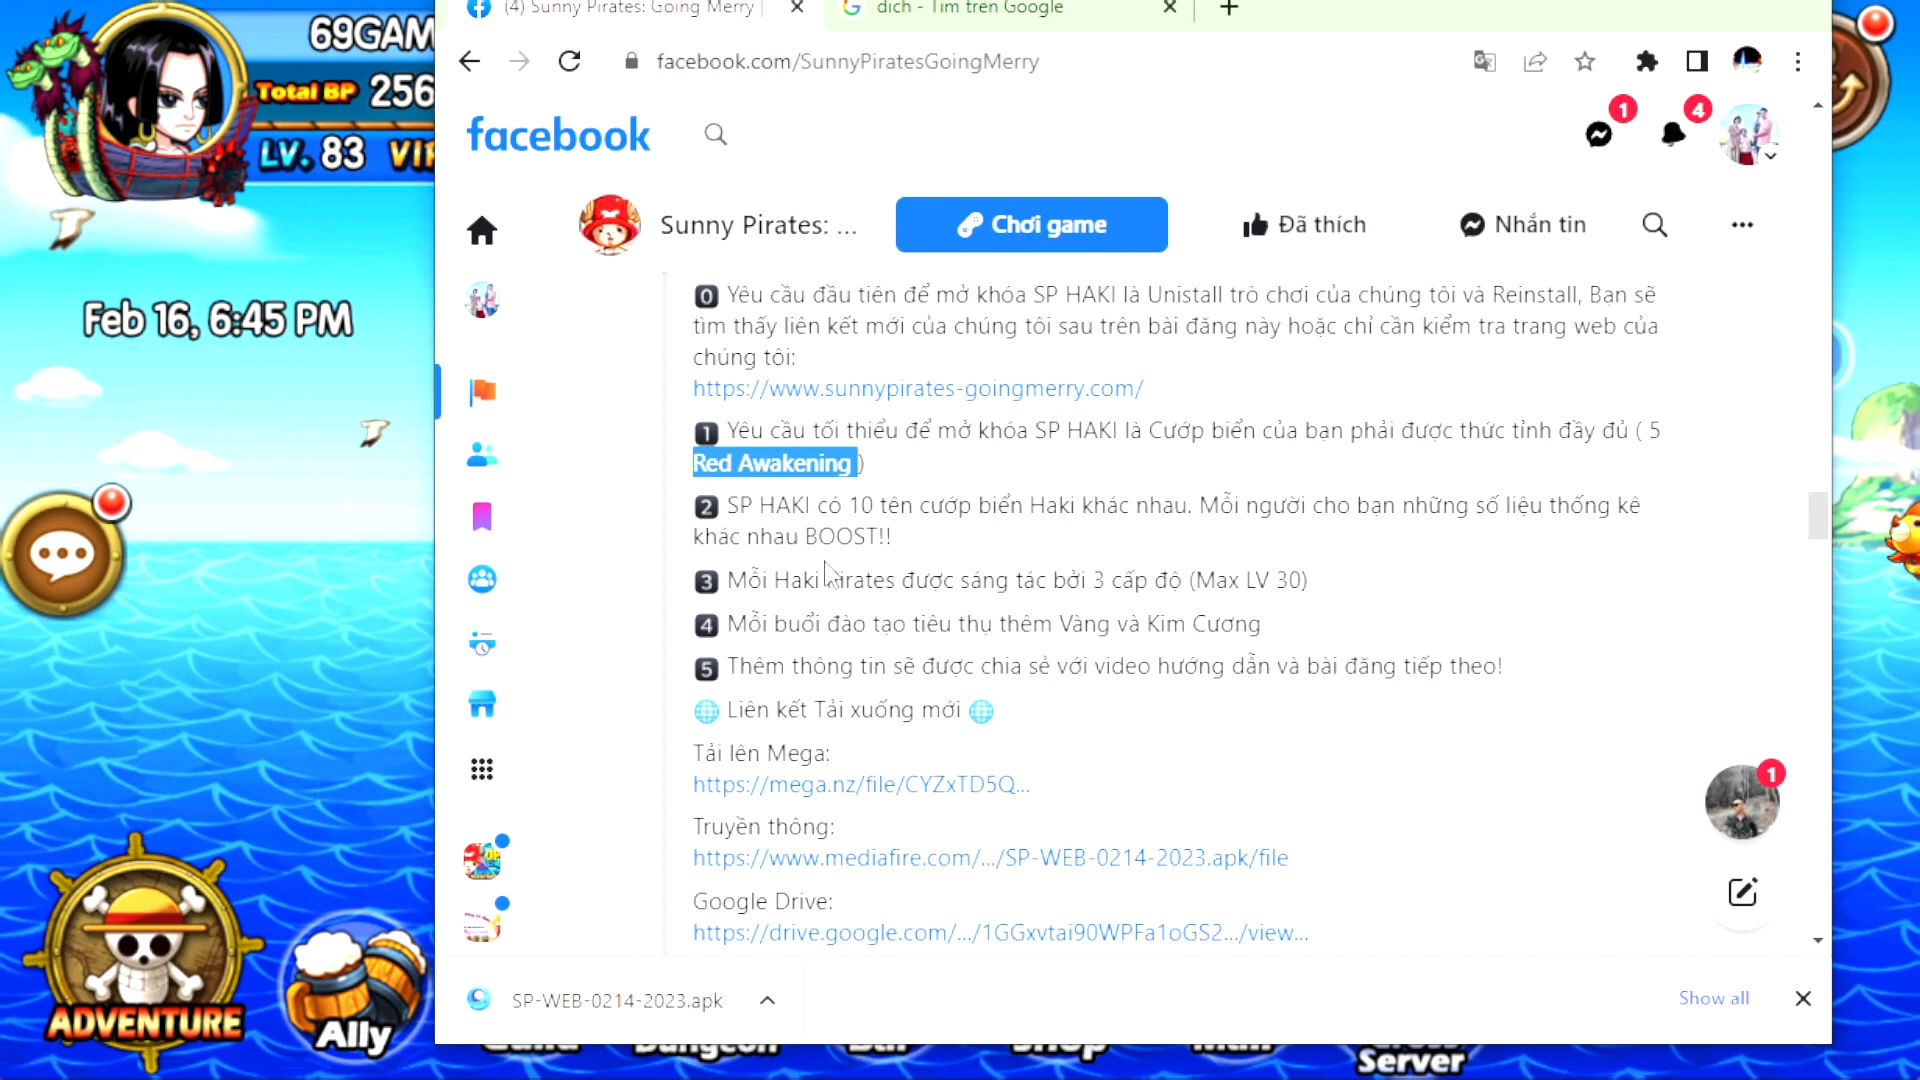 69GAM
Total BP 256
LV. 83 VI
Feb 16, 6:45 PM
ADVENTURE
Ally
Server
(4) Sunny Pirates: Going Merry
dich - Tìm trên Google
facebook.com/SunnyPiratesGoingMerry
facebook
1
4
Sunny Pirates: ...
Chơi game
Đã thích
Nhắn tin
0 Yêu cầu đầu tiên để mở khóa SP HAKI là Unistall trò chơi của chúng tôi và Reinstall, Bạn sẽ
tìm thấy liên kết mới của chúng tôi sau trên bài đăng này hoặc chỉ cần kiểm tra trang web của
chúng tôi:
https://www.sunnypirates-goingmerry.com/
1 Yêu cầu tối thiểu để mở khóa SP HAKI là Cướp biển của bạn phải được thức tỉnh đầy đủ ( 5
Red Awakening )
2 SP HAKI có 10 tên cướp biển Haki khác nhau. Mỗi người cho bạn những số liệu thống kê
khác nhau BOOST!!
3 Mỗi Haki Pirates được sáng tác bởi 3 cấp độ (Max LV 30)
4 Mỗi buổi đào tạo tiêu thụ thêm Vàng và Kim Cương
5 Thêm thông tin sẽ được chia sẻ với video hướng dẫn và bài đăng tiếp theo!
Liên kết Tải xuống mới
Tải lên Mega:
https://mega.nz/file/CYZxTD5Q...
Truyền thông:
https://www.mediafire.com/.../SP-WEB-0214-2023.apk/file
Google Drive:
https://drive.google.com/.../1GGxvtai90WPFa1oGS2.../view...
1
SP-WEB-0214-2023.apk
Show all